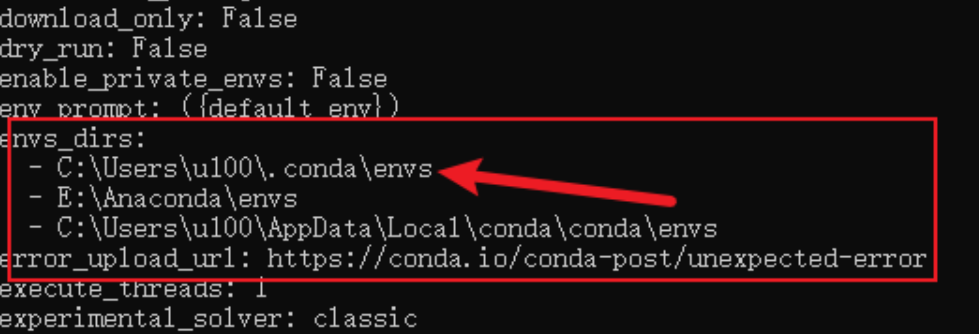 download_only: False
dry_run: False
enable_private_envs: False
env_prompt: ({default_env})
envs_dirs:
  - C:\Users\u100\.conda\envs
  - E:\Anaconda\envs
  - C:\Users\u100\AppData\Local\conda\conda\envs
error_upload_url: https://conda.io/conda-post/unexpected-error
execute_threads: 1
experimental_solver: classic